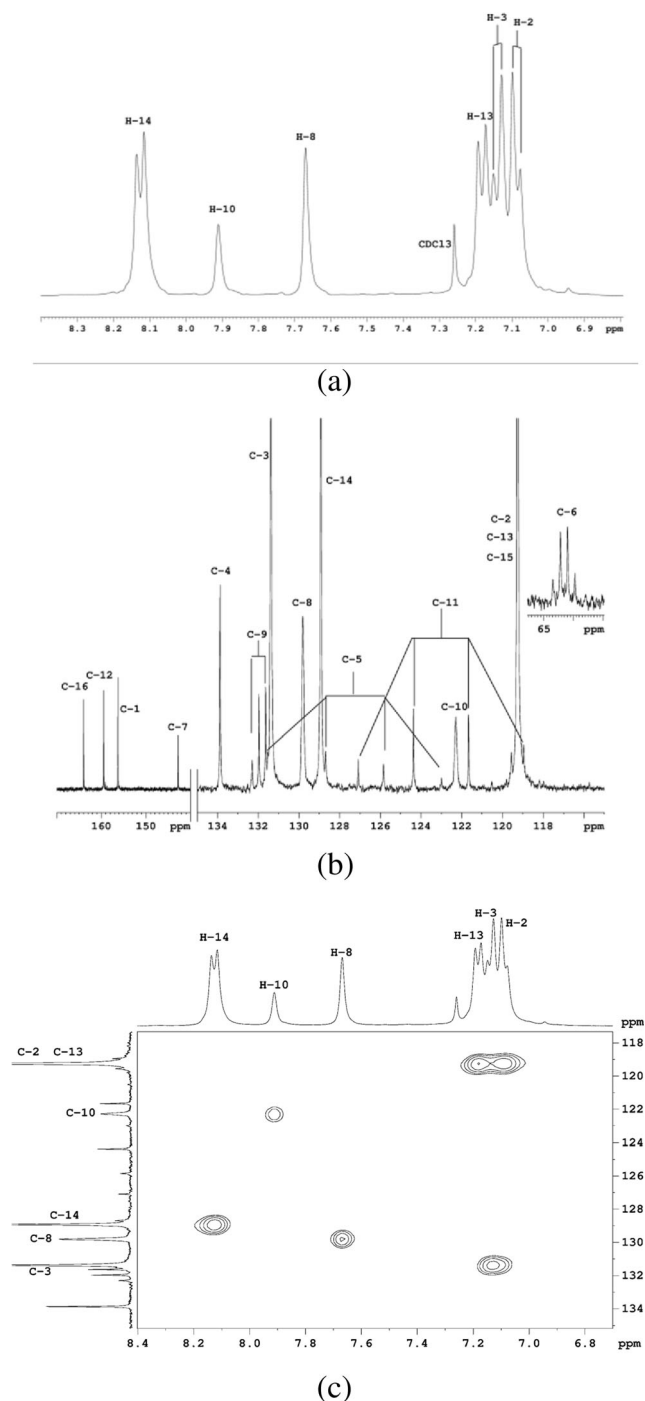 H-3
H-2
H-14
H-8
H-13
H-10
CDCl3
8.3 8.2 8.1 8.0 7.9 7.8 7.7 7.6 7.5 7.4 7.3 7.2 7.1 7.0 6.9 ppm
(a)
C-3
C-14
C-2
C-13
C-15
C-6
65 ppm
C-4
C-9
C-8
C-11
C-5
C-16
C-12
C-1
C-7
C-10
160 150 ppm 134 132 130 128 126 124 122 120 118 ppm
(b)
H-3
H-13
H-2
H-14
H-8
H-10
ppm
C-2 C-13
C-10
C-14
C-8
C-3
118
120
122
124
126
128
130
132
134
8.4 8.2 8.0 7.8 7.6 7.4 7.2 7.0 6.8 ppm
(c)